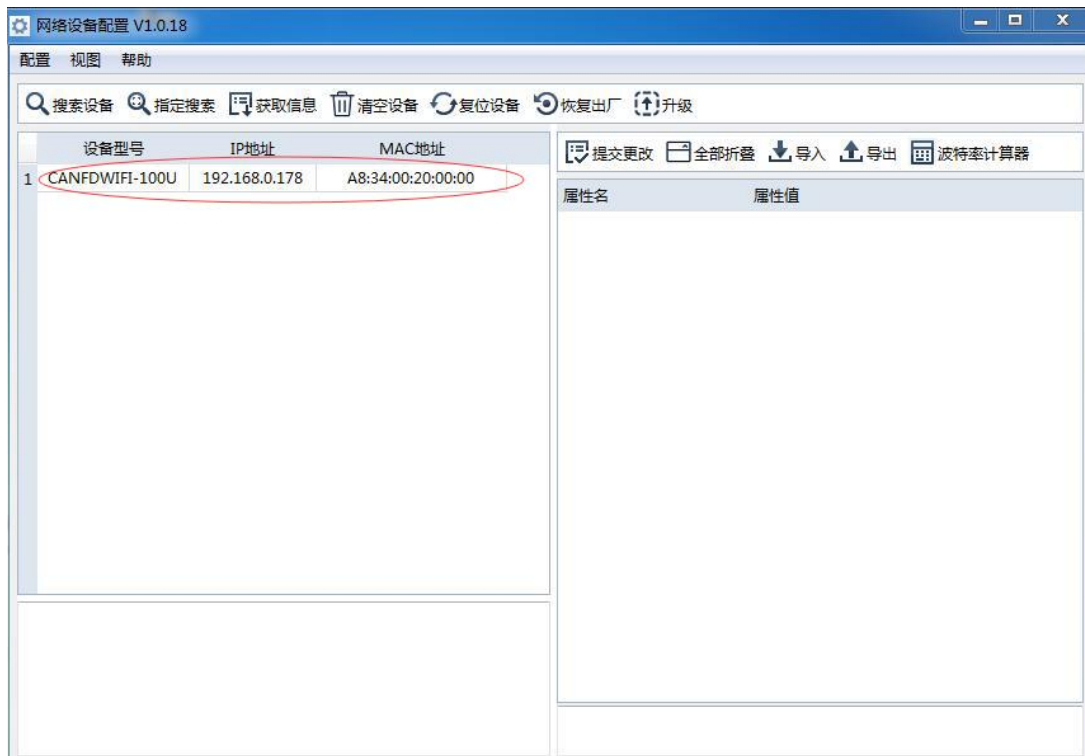 网络设备配置 V1.0.18
配置 视图 帮助
搜索设备 指定搜索 获取信息 清空设备 复位设备 恢复出厂 升级
设备型号 IP地址 MAC地址
1 CANFDWIFI-100U 192.168.0.178 A8:34:00:20:00:00
提交更改 全部折叠 导入 导出 波特率计算器
属性名 属性值